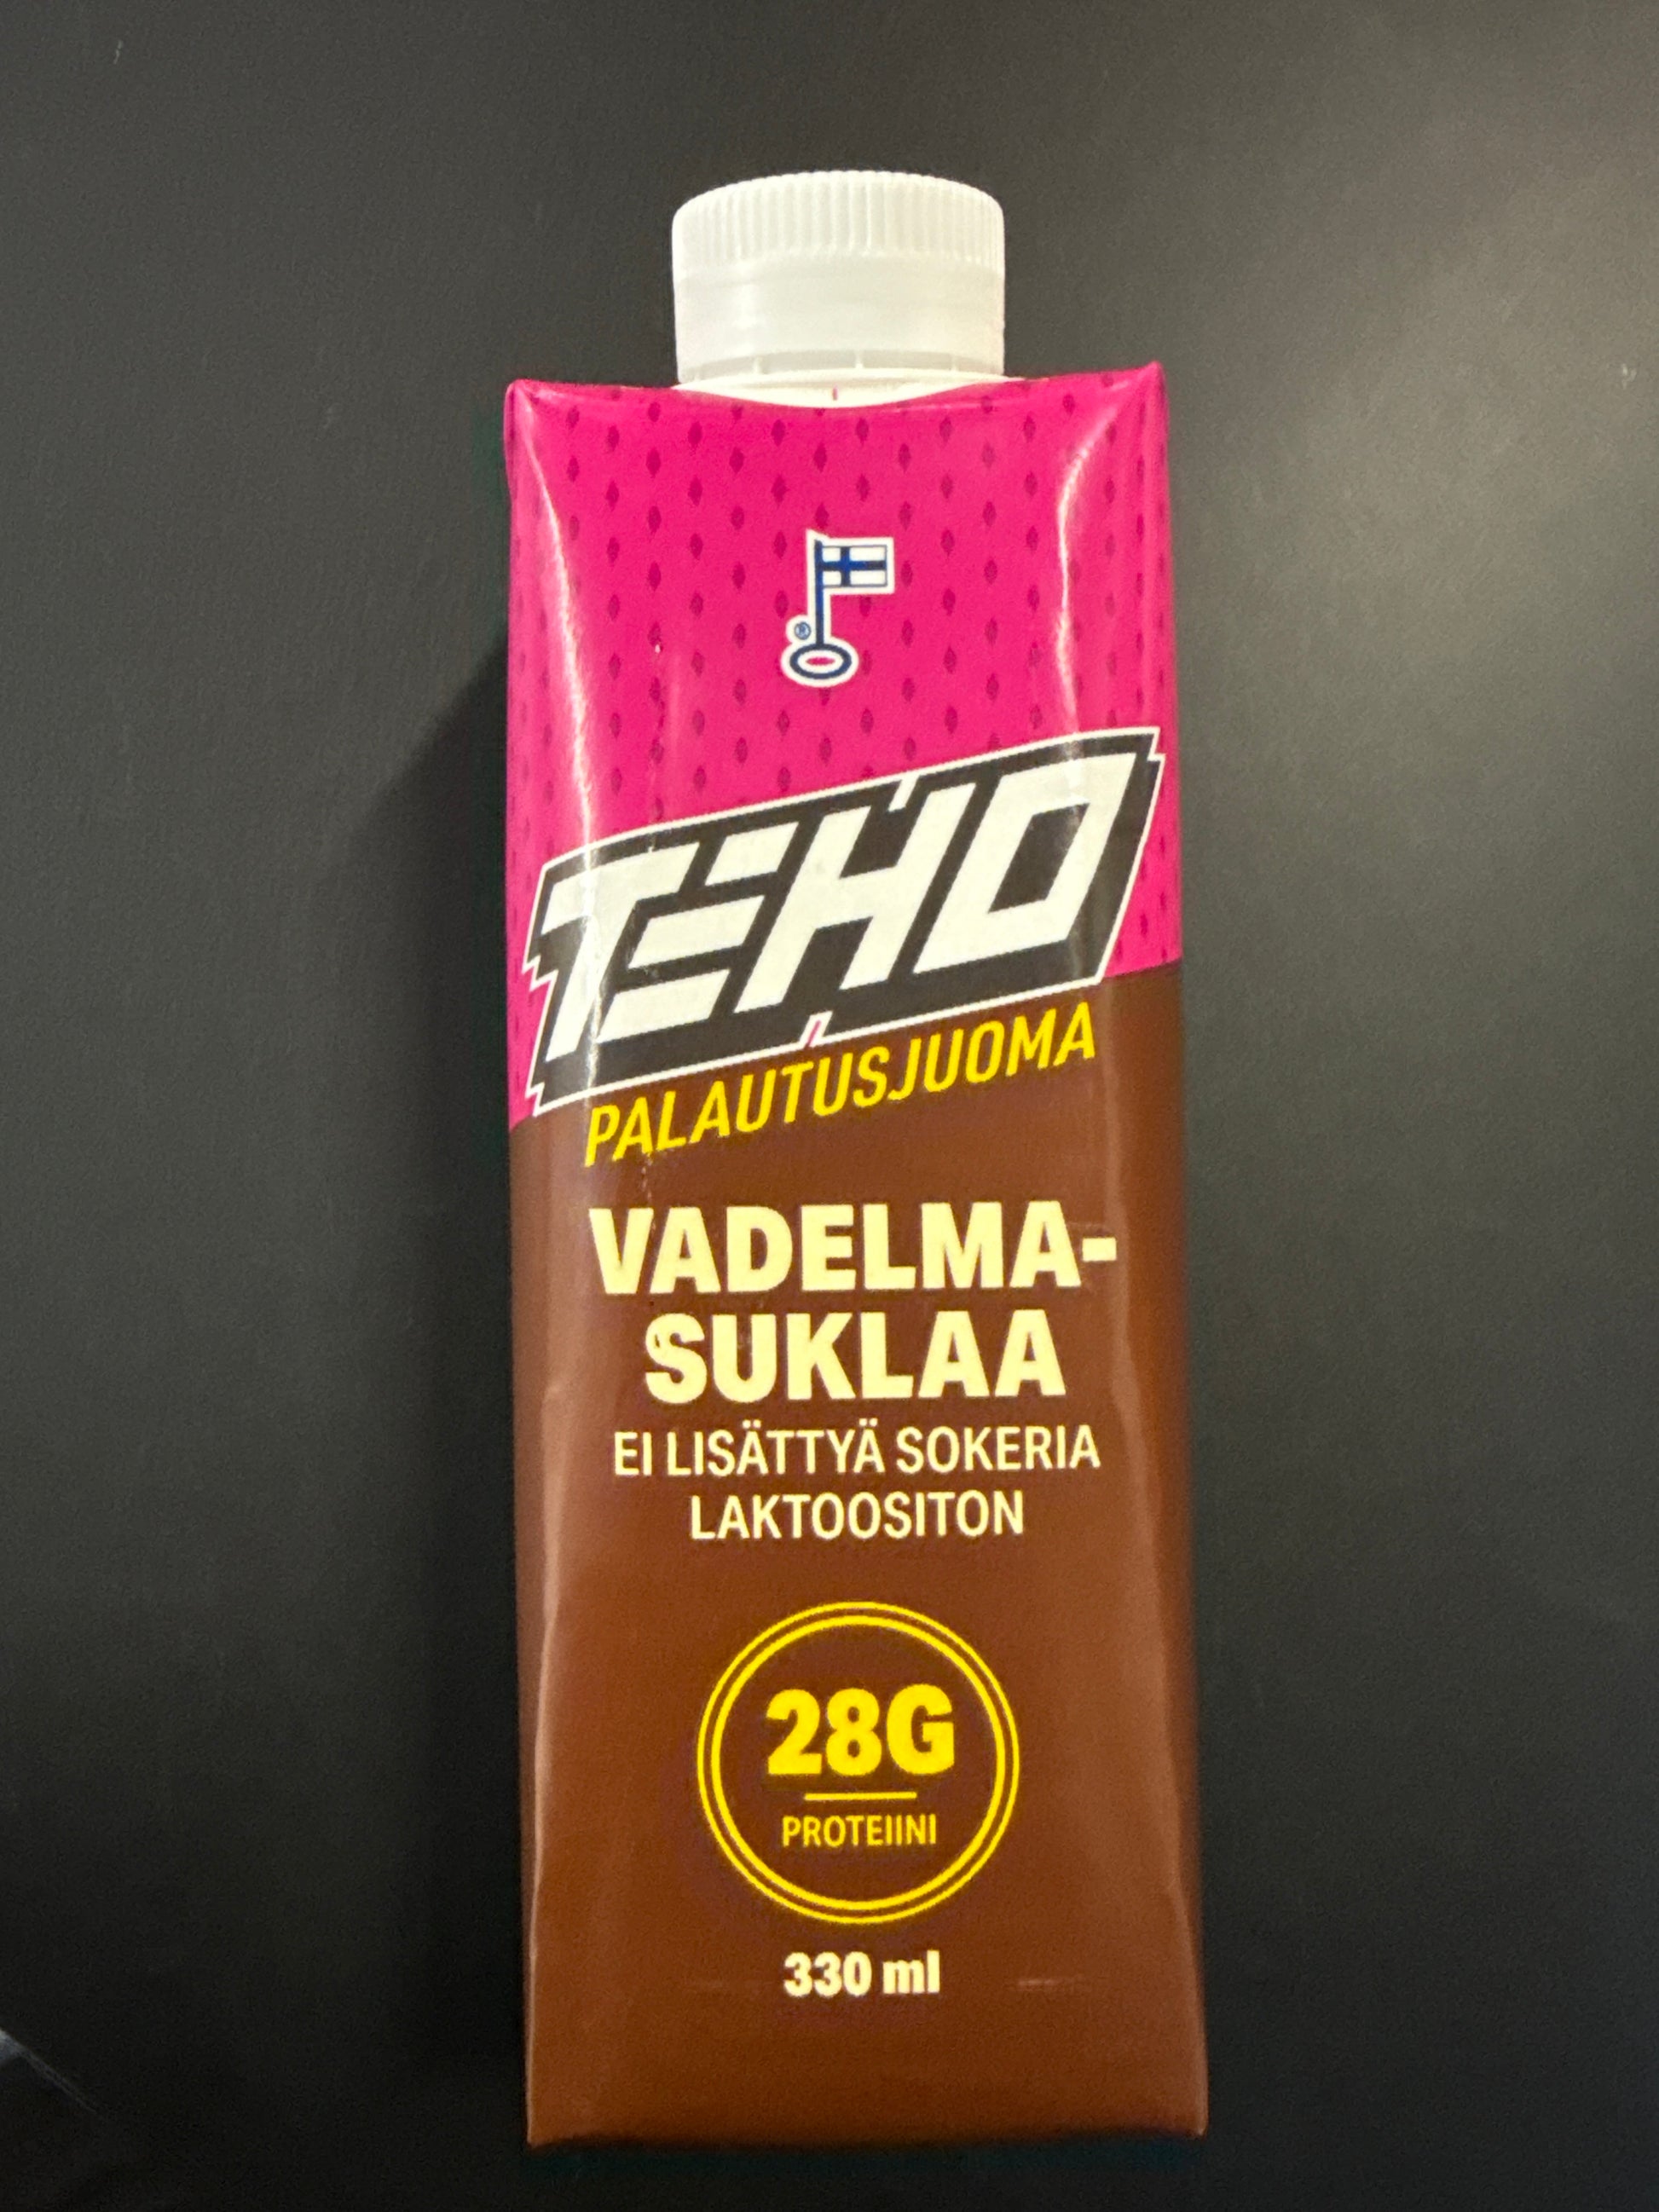 ®
TEHO
PALAUTUSJUOMA
VADELMA-
SUKLAA
EI LISÄTTYÄ SOKERIA
LAKTOOSITON
28G
PROTEIINI
330 ml